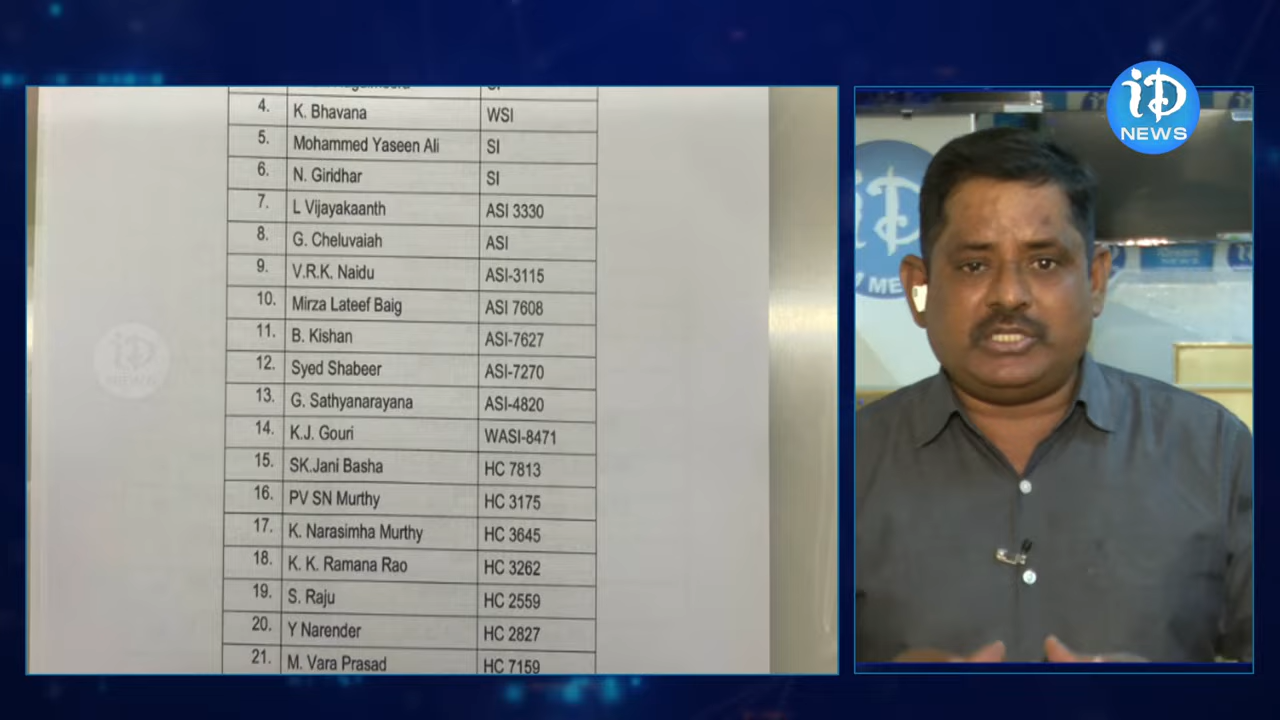 iD
NEWS
4. K. Bhavana WSI
5. Mohammed Yaseen Ali SI
6. N. Giridhar SI
7. L Vijayakaanth ASI 3330
8. G. Cheluvaiah ASI
9. V.R.K. Naidu ASI-3115
10. Mirza Lateef Baig ASI 7608
11. B. Kishan ASI-7627
12. Syed Shabeer ASI-7270
13. G. Sathyanarayana ASI-4820
14. K.J. Gouri WASI-8471
15. SK.Jani Basha HC 7813
16. PV SN Murthy HC 3175
17. K. Narasimha Murthy HC 3645
18. K. K. Ramana Rao HC 3262
19. S. Raju HC 2559
20. Y Narender HC 2827
21. M. Vara Prasad HC 7159